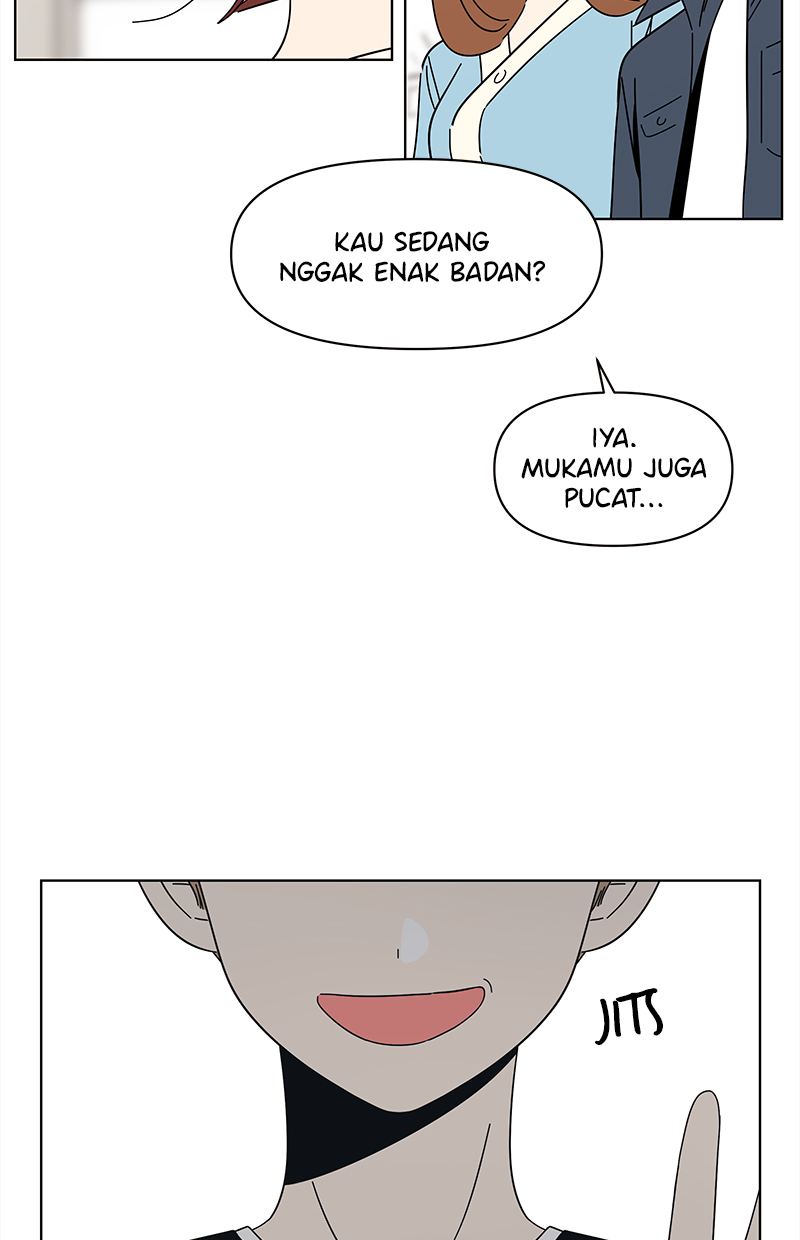 KAU SEDANG
NGGAK ENAK BADAN?
IYA.
MUKAMU JUGA
PUCAT...
JITS